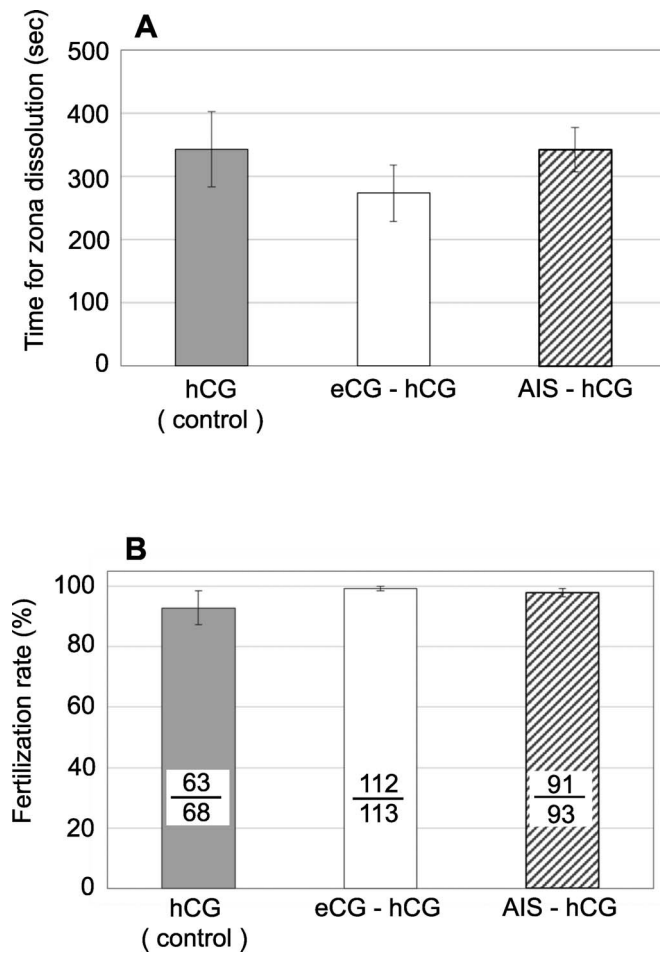 A
Time for zona dissolution (sec)
500
400
300
200
100
0
hCG
( control )
eCG - hCG
AIS - hCG
B
Fertilization rate (%)
100
80
60
40
20
0
63
68
112
113
91
93
hCG
( control )
eCG - hCG
AIS - hCG